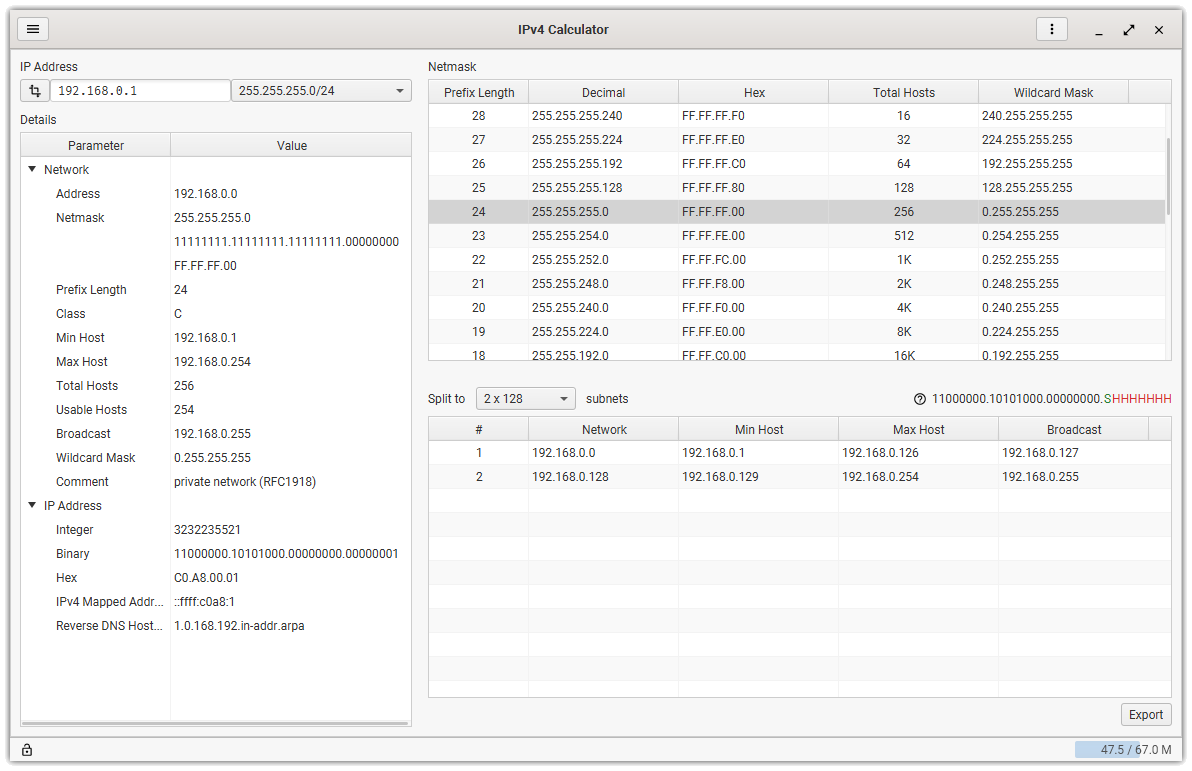 IPv4 Calculator
IP Address
192.168.0.1 255.255.255.0/24
Details
Parameter Value
Network
Address 192.168.0.0
Netmask 255.255.255.0
11111111.11111111.11111111.00000000
FF.FF.FF.00
Prefix Length 24
Class C
Min Host 192.168.0.1
Max Host 192.168.0.254
Total Hosts 256
Usable Hosts 254
Broadcast 192.168.0.255
Wildcard Mask 0.255.255.255
Comment private network (RFC1918)
IP Address
Integer 3232235521
Binary 11000000.10101000.00000000.00000001
Hex C0.A8.00.01
IPv4 Mapped Addr... ::ffff:c0a8:1
Reverse DNS Host... 1.0.168.192.in-addr.arpa
Netmask
Prefix Length Decimal Hex Total Hosts Wildcard Mask
28 255.255.255.240 FF.FF.FF.F0 16 240.255.255.255
27 255.255.255.224 FF.FF.FF.E0 32 224.255.255.255
26 255.255.255.192 FF.FF.FF.C0 64 192.255.255.255
25 255.255.255.128 FF.FF.FF.80 128 128.255.255.255
24 255.255.255.0 FF.FF.FF.00 256 0.255.255.255
23 255.255.254.0 FF.FF.FE.00 512 0.254.255.255
22 255.255.252.0 FF.FF.FC.00 1K 0.252.255.255
21 255.255.248.0 FF.FF.F8.00 2K 0.248.255.255
20 255.255.240.0 FF.FF.F0.00 4K 0.240.255.255
19 255.255.224.0 FF.FF.E0.00 8K 0.224.255.255
18 255.255.192.0 FF.FF.C0.00 16K 0.192.255.255
Split to 2 x 128 subnets 11000000.10101000.00000000.SHHHHHHH
# Network Min Host Max Host Broadcast
1 192.168.0.0 192.168.0.1 192.168.0.126 192.168.0.127
2 192.168.0.128 192.168.0.129 192.168.0.254 192.168.0.255
Export
47.5 / 67.0 M